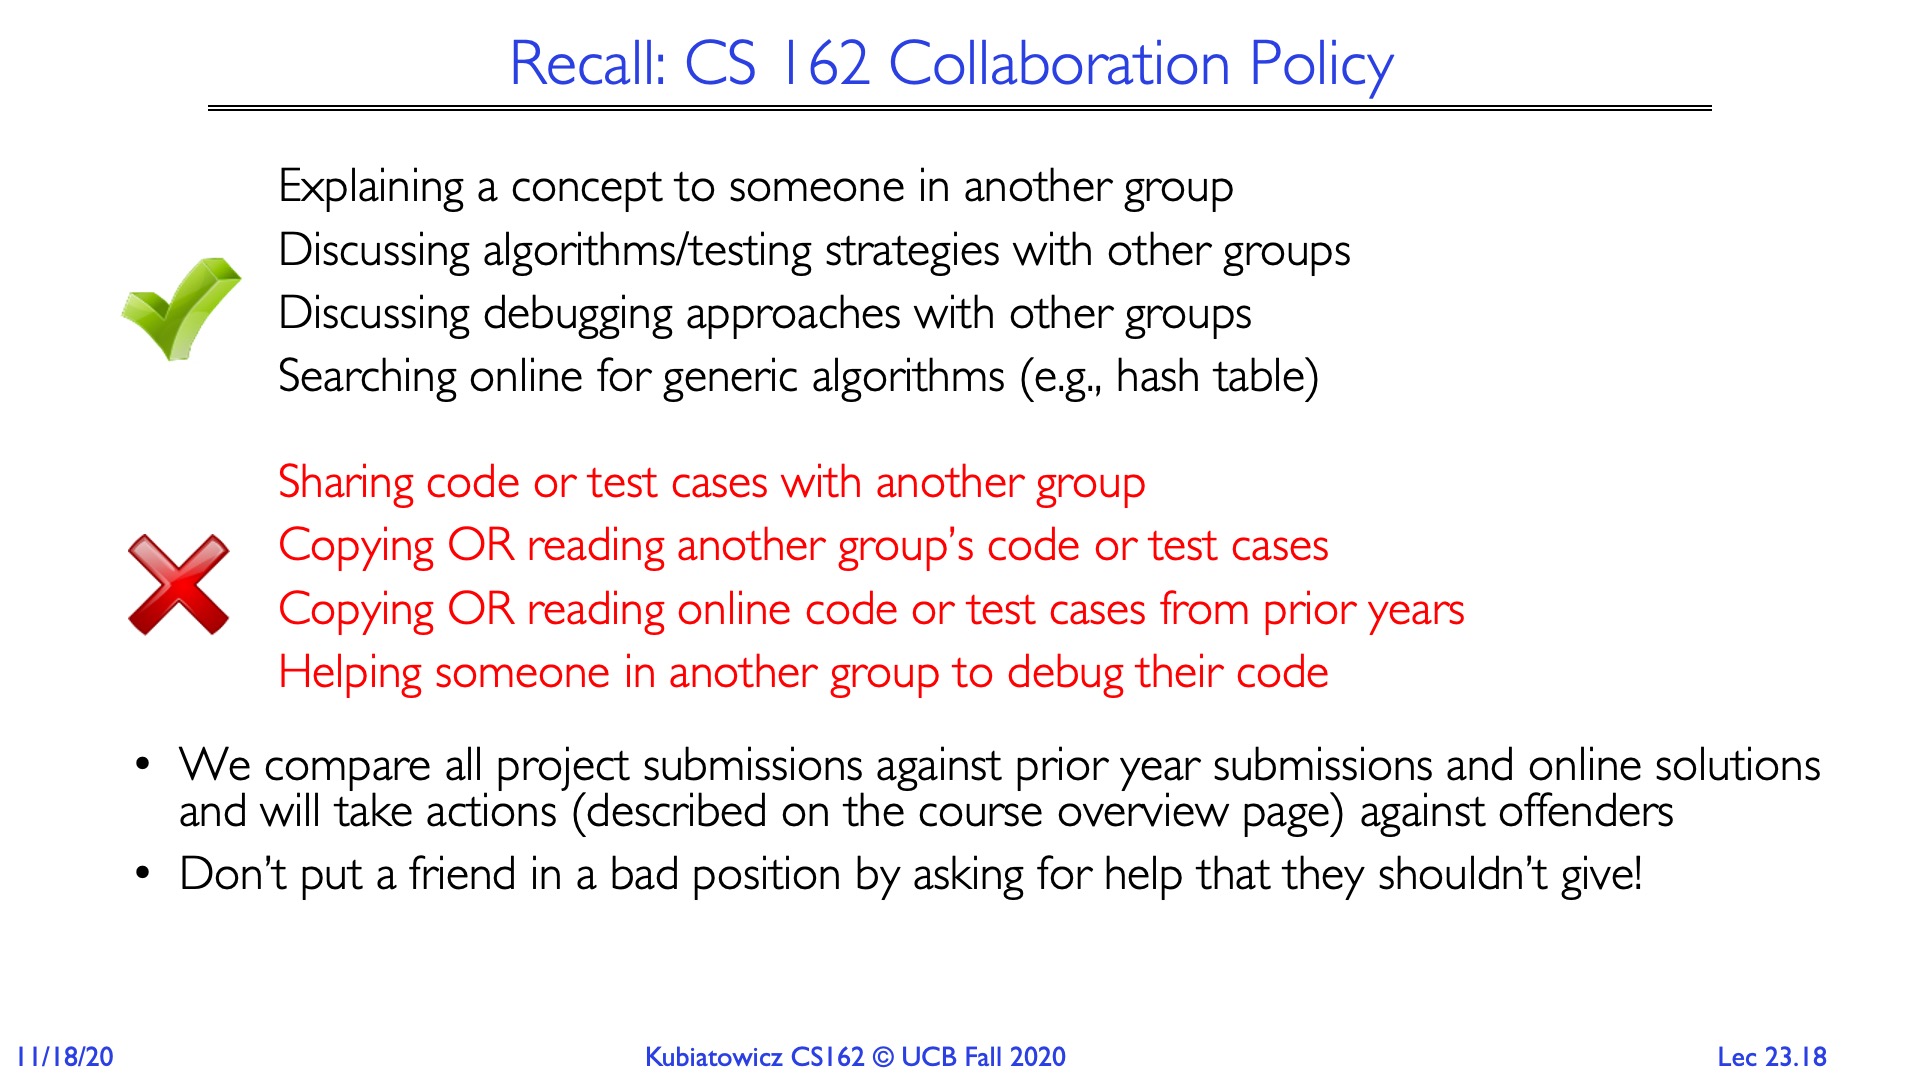 Recall: CS 162 Collaboration Policy
Explaining a concept to someone in another group
Discussing algorithms/testing strategies with other groups
Discussing debugging approaches with other groups
Searching online for generic algorithms (e.g., hash table)
Sharing code or test cases with another group
Copying OR reading another group’s code or test cases
Copying OR reading online code or test cases from prior years
Helping someone in another group to debug their code
• We compare all project submissions against prior year submissions and online solutions
and will take actions (described on the course overview page) against offenders
• Don’t put a friend in a bad position by asking for help that they shouldn’t give!
11/18/20
Kubiatowicz CS162 © UCB Fall 2020
Lec 23.18